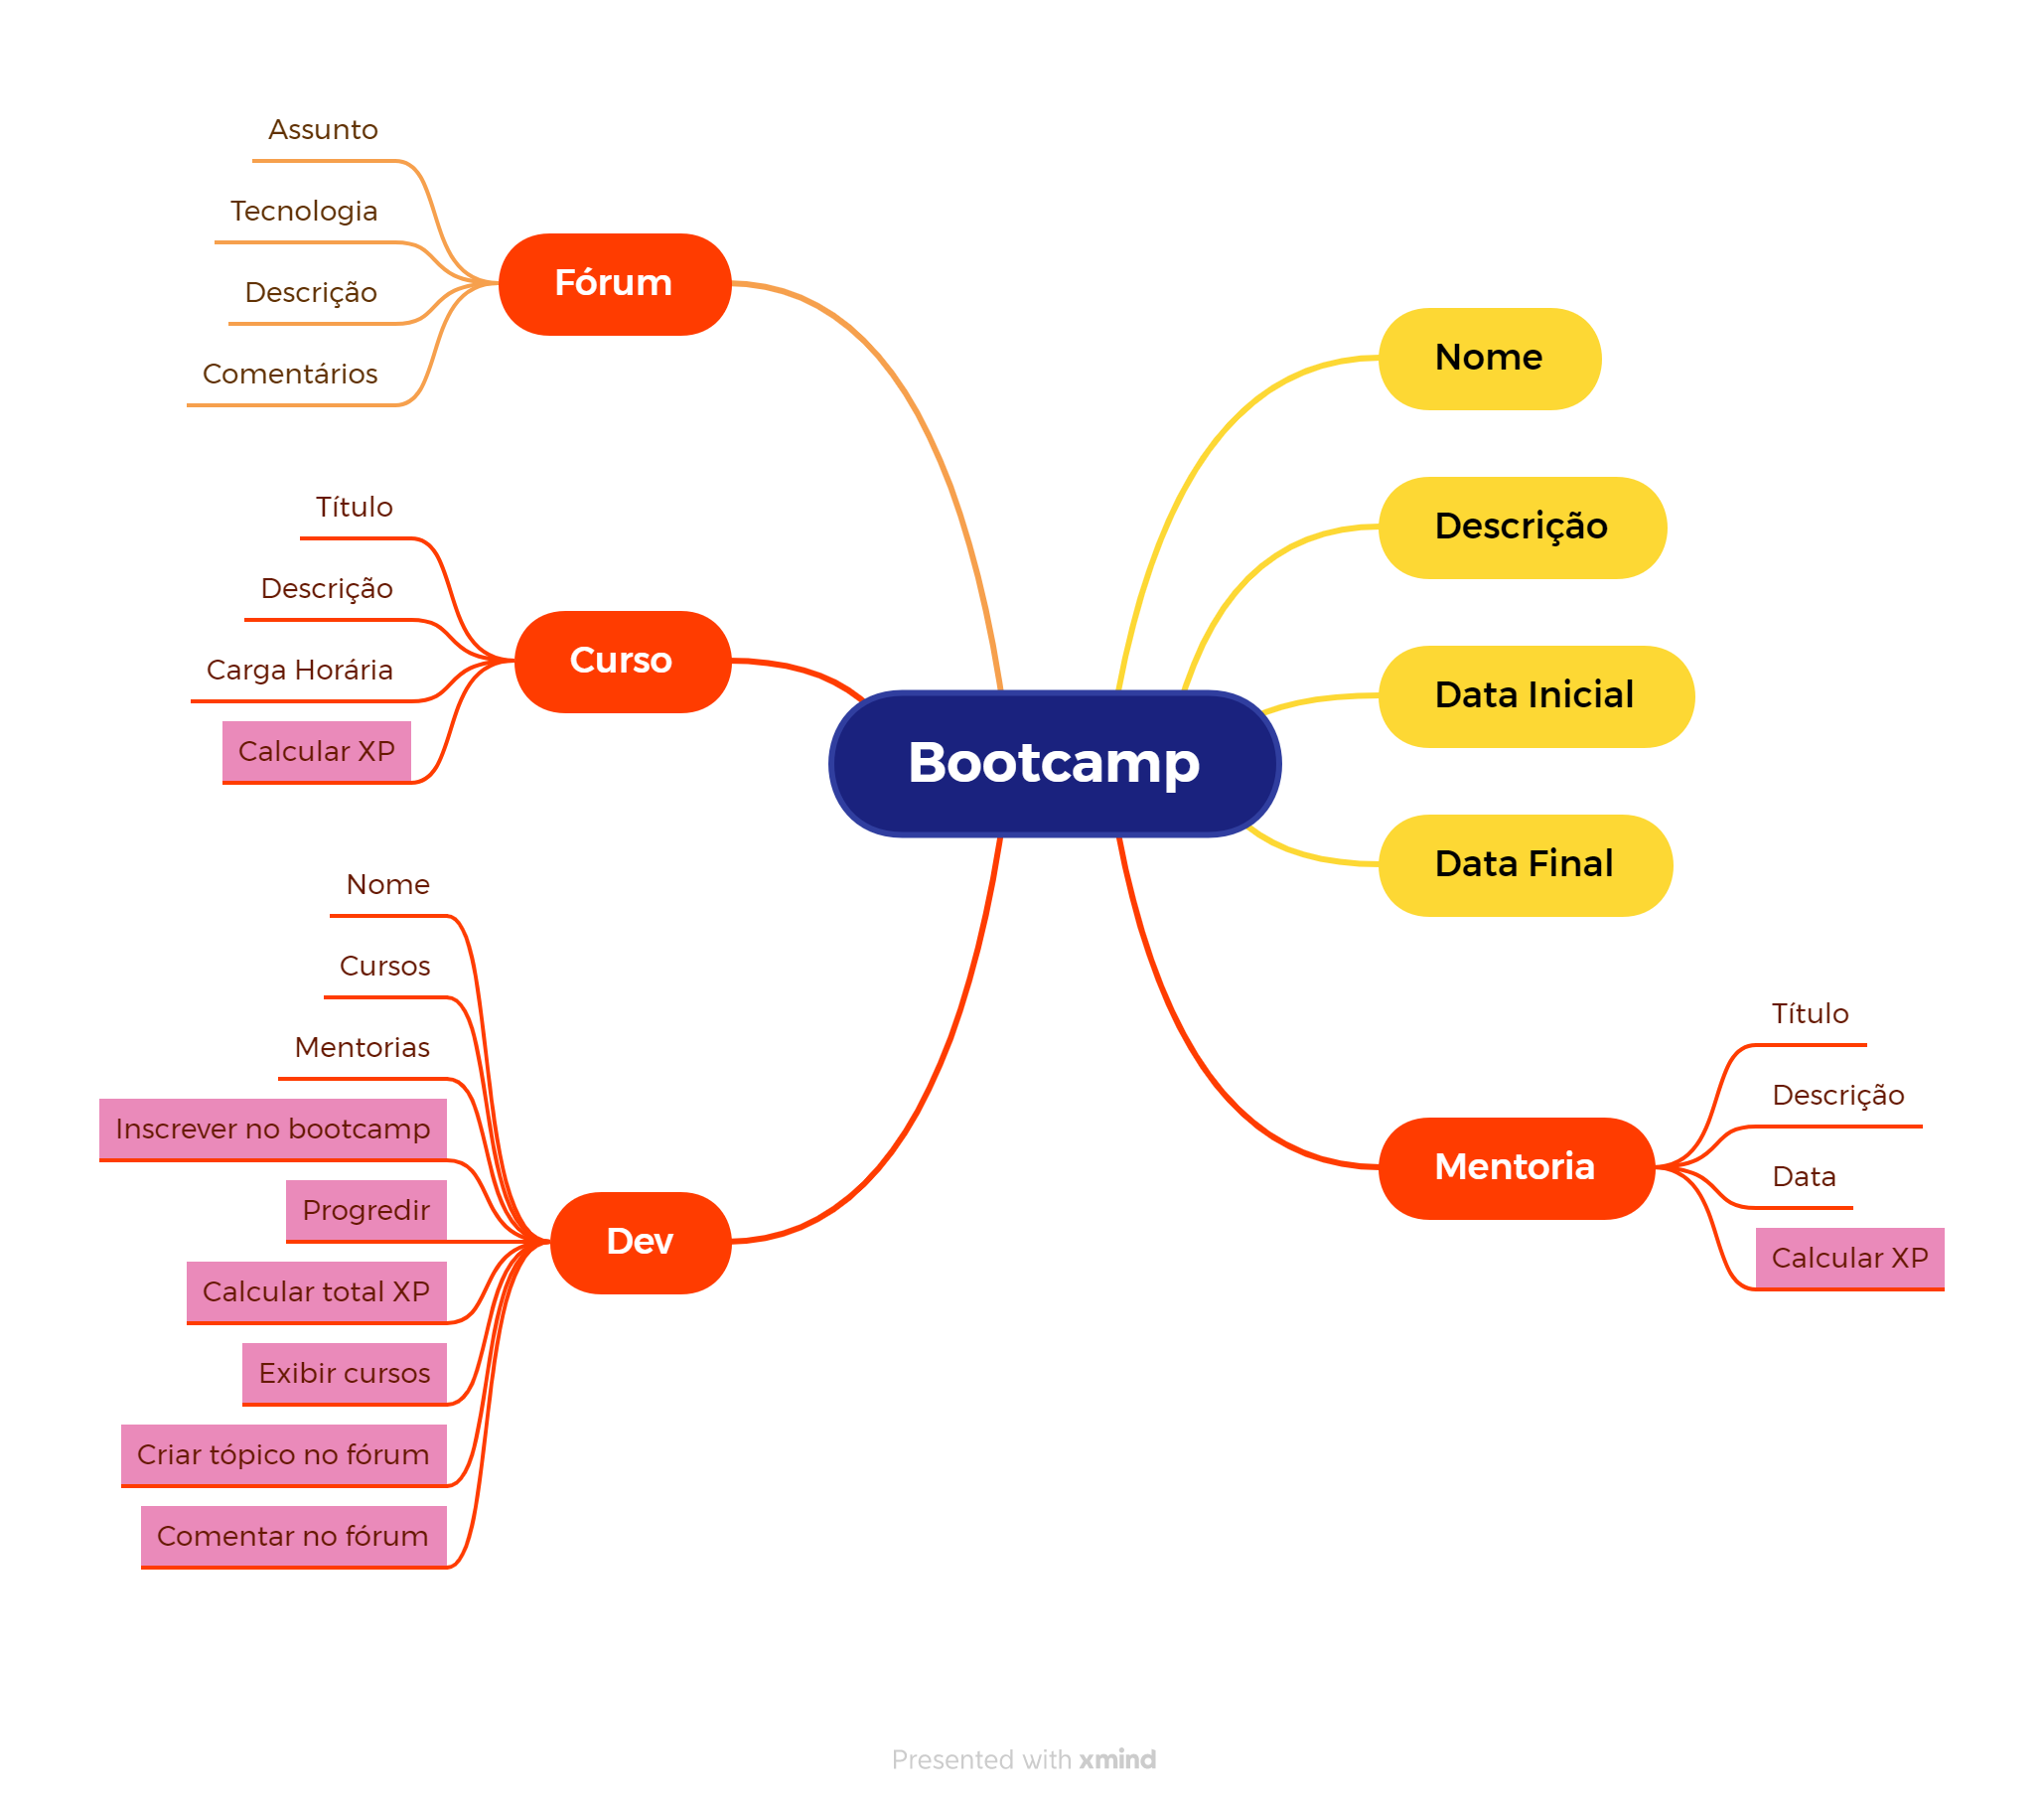 Bootcamp
Nome
Descrição
Data Inicial
Data Final
Mentoria
Título
Descrição
Data
Calcular XP
Fórum
Assunto
Tecnologia
Descrição
Comentários
Curso
Título
Descrição
Carga Horária
Calcular XP
Dev
Nome
Cursos
Mentorias
Inscrever no bootcamp
Progredir
Calcular total XP
Exibir cursos
Criar tópico no fórum
Comentar no fórum
Presented with xmind